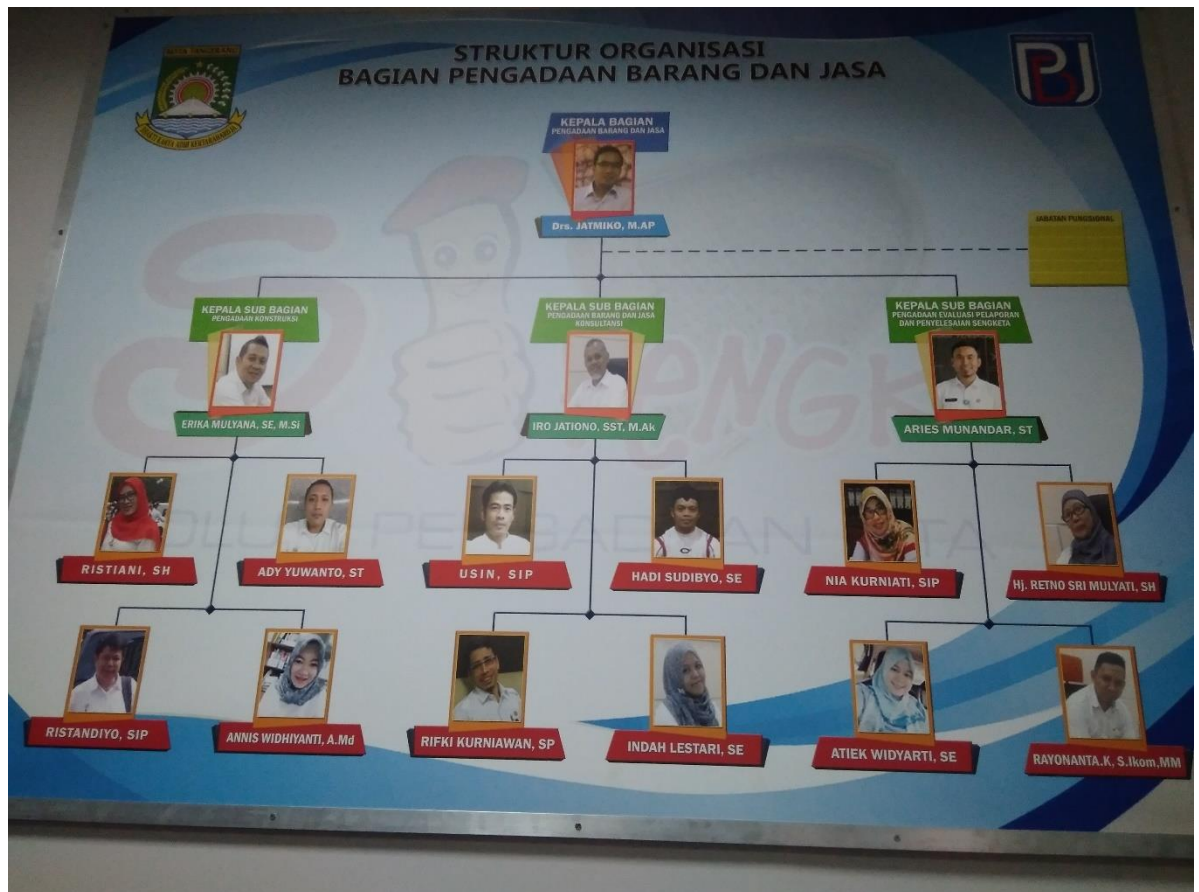 STRUKTUR ORGANISASI
BAGIAN PENGADAAN BARANG DAN JASA
KOTA TANGERANG
PBJ
KEPALA BAGIAN
PENGADAAN BARANG DAN JASA
Drs. JATMIKO, M.AP
JABATAN FUNGSIONAL
KEPALA SUB BAGIAN
PENGADAAN KONSTRUKSI
ERIKA MULYANA, SE, M.Si
KEPALA SUB BAGIAN
PENGADAAN BARANG DAN JASA
KONSULTANSI
IRO JATIONO, SST, M.Ak
KEPALA SUB BAGIAN
PENGADAAN EVALUASI PELAPORAN
DAN PENYELESAIAN SENGKETA
ARIES MUNANDAR, ST
RISTIANI, SH
ADY YUWANTO, ST
USIN, SIP
HADI SUDIBYO, SE
NIA KURNIATI, SIP
Hj. RETNO SRI MULYATI, SH
RISTANDIYO, SIP
ANNIS WIDHIYANTI, A.Md
RIFKI KURNIAWAN, SP
INDAH LESTARI, SE
ATIEK WIDYARTI, SE
RAYONANTA.K, S.Ikom,MM